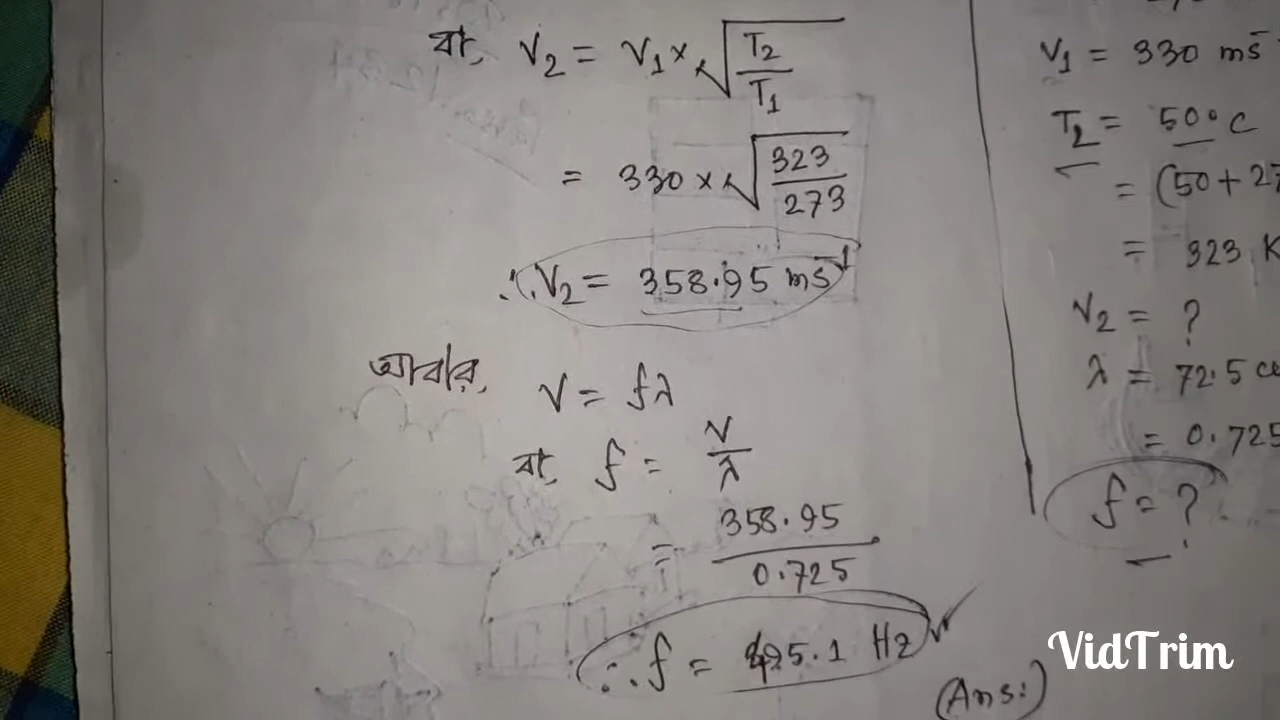 বা, V₂ = V₁ × √(T₂/T₁)
= 330 × √(323/273)
∴ V₂ = 358.95 ms⁻¹
আবার, V = fλ
বা, f = V/λ
= 358.95/0.725
∴ f = 495.1 Hz
(Ans:)
V₁ = 330 ms⁻
T₂ = 50°C
= (50 + 27
= 323 K
V₂ = ?
λ = 72.5 c
= 0.725
f = ?
VidTrim